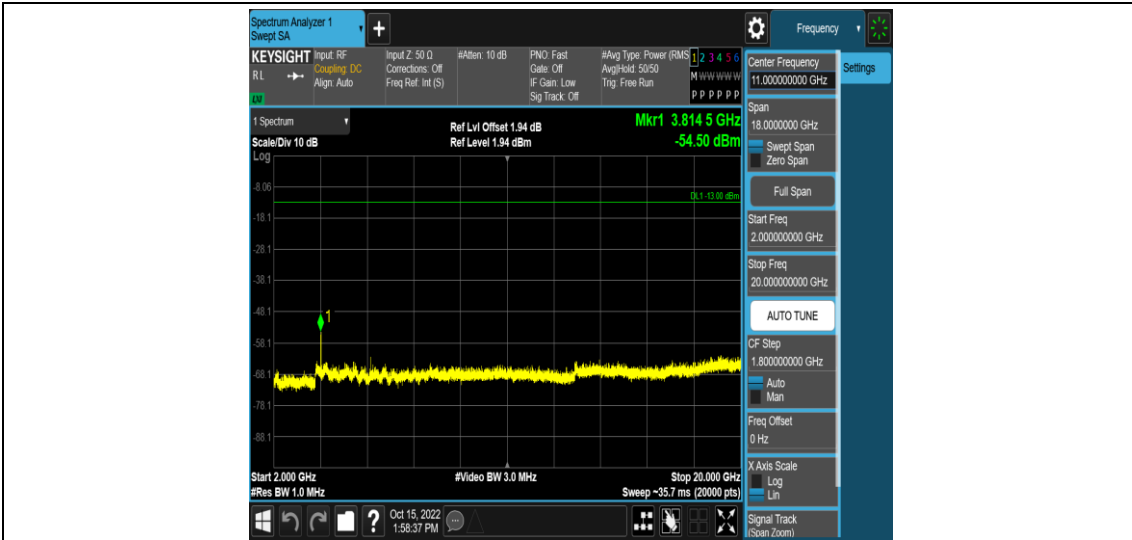 Spectrum Analyzer 1
Swept SA
Frequency
KEYSIGHT
R L
Input: RF
Coupling: DC
Align: Auto
Input Z: 50 Ω
Corrections: Off
Freq Ref: Int (S)
#Atten: 10 dB
PNO: Fast
Gate: Off
IF Gain: Low
Sig Track: Off
#Avg Type: Power (RMS
Avg|Hold: 50/50
Trig: Free Run
1 2 3 4 5 6
M W W W W W
P P P P P P
Settings
1 Spectrum
Scale/Div 10 dB
Log
Ref Lvl Offset 1.94 dB
Ref Level 1.94 dBm
Mkr1 3.814 5 GHz
-54.50 dBm
DL1 -13.00 dBm
-8.06
-18.1
-28.1
-38.1
-48.1
-58.1
-68.1
-78.1
-88.1
1
Start 2.000 GHz
#Res BW 1.0 MHz
#Video BW 3.0 MHz
Stop 20.000 GHz
Sweep ~35.7 ms (20000 pts)
Center Frequency
11.000000000 GHz
Span
18.0000000 GHz
Swept Span
Zero Span
Full Span
Start Freq
2.000000000 GHz
Stop Freq
20.000000000 GHz
AUTO TUNE
CF Step
1.800000000 GHz
Auto
Man
Freq Offset
0 Hz
X Axis Scale
Log
Lin
Signal Track
(Span Zoom)
?
Oct 15, 2022
1:58:37 PM